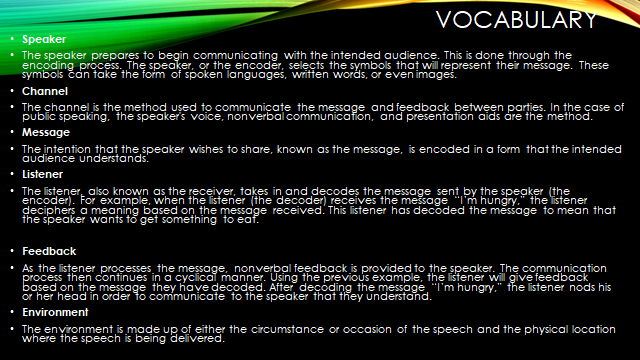 VOCABULARY
• Speaker
• The speaker prepares to begin communicating with the intended audience. This is done through the
encoding process. The speaker, or the encoder, selects the symbols that will represent their message. These
symbols can take the form of spoken languages, written words, or even images.
• Channel
• The channel is the method used to communicate the message and feedback between parties. In the case of
public speaking, the speaker's voice, nonverbal communication, and presentation aids are the method.
• Message
• The intention that the speaker wishes to share, known as the message, is encoded in a form that the intended
audience understands.
• Listener
• The listener, also known as the receiver, takes in and decodes the message sent by the speaker (the
encoder). For example, when the listener (the decoder) receives the message "I'm hungry," the listener
deciphers a meaning based on the message received. This listener has decoded the message to mean that
the speaker wants to get something to eat.
• Feedback
• As the listener processes the message, nonverbal feedback is provided to the speaker. The communication
process then continues in a cyclical manner. Using the previous example, the listener will give feedback
based on the message they have decoded. After decoding the message "I'm hungry," the listener nods his
or her head in order to communicate to the speaker that they understand.
• Environment
• The environment is made up of either the circumstance or occasion of the speech and the physical location
where the speech is being delivered.